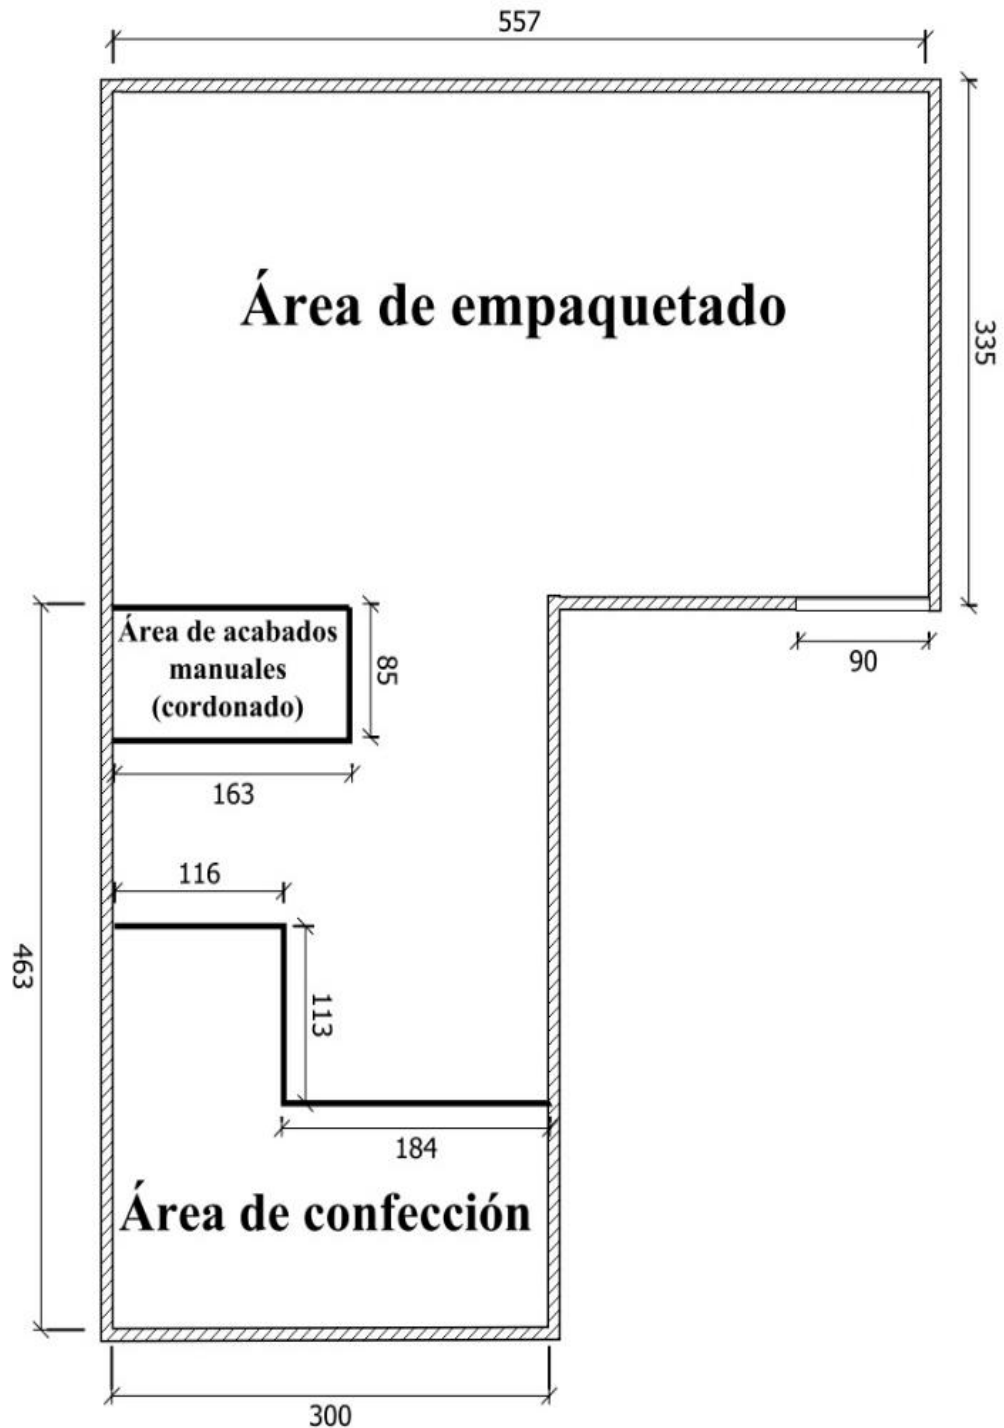 557
Área de empaquetado
335
Área de acabados
manuales
(cordonado)
85
90
163
116
463
113
184
Área de confección
300